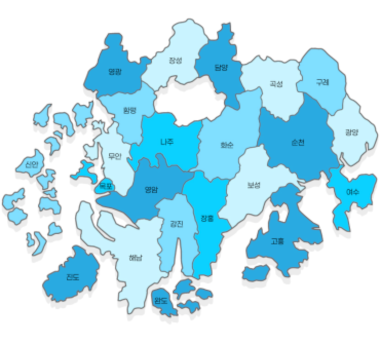 장성
영광
담양
곡성
구례
함평
나주
화순
순천
광양
무안
신안
목포
영암
보성
여수
장흥
강진
고흥
해남
진도
완도